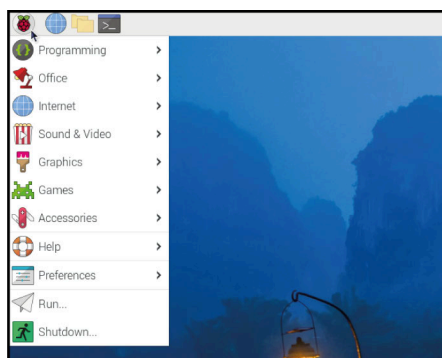 Programming
Office
Internet
Sound & Video
Graphics
Games
Accessories
Help
Preferences
Run...
Shutdown...